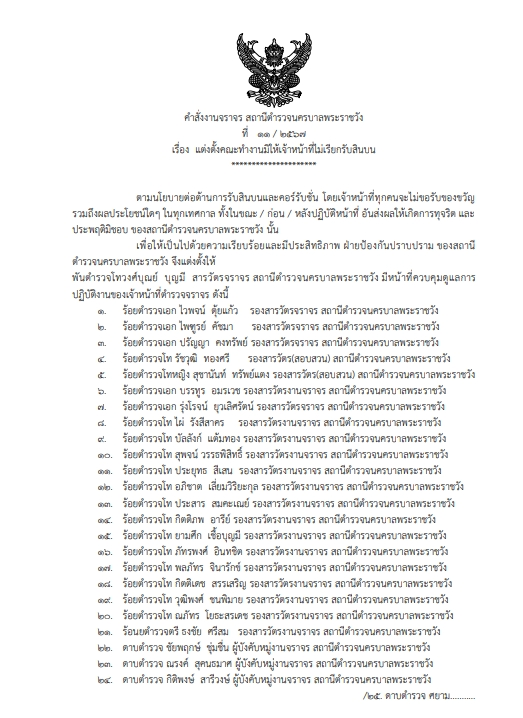 คำสั่งงานจราจร สถานีตำรวจนครบาลพระราชวัง
ที่ ๑๑ / ๒๕๖๗
เรื่อง แต่งตั้งคณะทำงานมิให้เจ้าหน้าที่ไม่เรียกรับสินบน
*********************
ตามนโยบายต่อด้านการรับสินบนและคอร์รัปชั่น โดยเจ้าหน้าที่ทุกคนจะไม่ขอรับของขวัญ
รวมถึงผลประโยชน์ใดๆ ในทุกเทศกาล ทั้งในขณะ / ก่อน / หลังปฏิบัติหน้าที่ อันส่งผลให้เกิดการทุจริต และ
ประพฤติมิชอบ ของสถานีตำรวจนครบาลพระราชวัง นั้น
เพื่อให้เป็นไปด้วยความเรียบร้อยและมีประสิทธิภาพ ฝ่ายป้องกันปราบปราม ของสถานี
ตำรวจนครบาลพระราชวัง จึงแต่งตั้งให้
พันตำรวจโทวงศ์บุณย์ บุญมี สารวัตรจราจร สถานีตำรวจนครบาลพระราชวัง มีหน้าที่ควบคุมดูแลการ
ปฏิบัติงานของเจ้าหน้าที่ตำรวจจราจร ดังนี้
๑. ร้อยตำรวจเอก ไวพจน์ ตุ้ยแก้ว รองสารวัตรจราจร สถานีตำรวจนครบาลพระราชวัง
๒. ร้อยตำรวจเอก ไพฑูรย์ คัชมา รองสารวัตรจราจร สถานีตำรวจนครบาลพระราชวัง
๓. ร้อยตำรวจเอก ปรัญญา คงทรัพย์ รองสารวัตรจราจร สถานีตำรวจนครบาลพระราชวัง
๔. ร้อยตำรวจโท รัชวุฒิ ทองศรี รองสารวัตร(สอบสวน) สถานีตำรวจนครบาลพระราชวัง
๕. ร้อยตำรวจโทหญิง สุชานันท์ ทรัพย์แตง รองสารวัตร(สอบสวน) สถานีตำรวจนครบาลพระราชวัง
๖. ร้อยตำรวจเอก บรรทูร อมรเวช รองสารวัตรงานจราจร สถานีตำรวจนครบาลพระราชวัง
๗. ร้อยตำรวจเอก รุ่งโรจน์ ยุวเลิศรัตน์ รองสารวัตรจราจร สถานีตำรวจนครบาลพระราชวัง
๘. ร้อยตำรวจโท ไผ่ รังสีสาคร รองสารวัตรงานจราจร สถานีตำรวจนครบาลพระราชวัง
๙. ร้อยตำรวจโท บัลลังก์ แต้มทอง รองสารวัตรงานจราจร สถานีตำรวจนครบาลพระราชวัง
๑๐. ร้อยตำรวจโท สุพจน์ วรรธพิสิทธิ์ รองสารวัตรงานจราจร สถานีตำรวจนครบาลพระราชวัง
๑๑. ร้อยตำรวจโท ประยุทธ สีเสน รองสารวัตรงานจราจร สถานีตำรวจนครบาลพระราชวัง
๑๒. ร้อยตำรวจโท อภิชาต เลี่ยมวิริยะกุล รองสารวัตรงานจราจร สถานีตำรวจนครบาลพระราชวัง
๑๓. ร้อยตำรวจโท ประสาร สมคะเณย์ รองสารวัตรงานจราจร สถานีตำรวจนครบาลพระราชวัง
๑๔. ร้อยตำรวจโท กิตติภพ อารีย์ รองสารวัตรงานจราจร สถานีตำรวจนครบาลพระราชวัง
๑๕. ร้อยตำรวจโท ยามศึก เชื้อบุญมี รองสารวัตรงานจราจร สถานีตำรวจนครบาลพระราชวัง
๑๖. ร้อยตำรวจโท ภัทรพงศ์ อินทชิต รองสารวัตรงานจราจร สถานีตำรวจนครบาลพระราชวัง
๑๗. ร้อยตำรวจโท พลภัทร จินารักษ์ รองสารวัตรงานจราจร สถานีตำรวจนครบาลพระราชวัง
๑๘. ร้อยตำรวจโท กิตติเดช สรรเสริญ รองสารวัตรงานจราจร สถานีตำรวจนครบาลพระราชวัง
๑๙. ร้อยตำรวจโท วุฒิพงศ์ ชนพิมาย รองสารวัตรงานจราจร สถานีตำรวจนครบาลพระราชวัง
๒๐. ร้อยตำรวจโท ณภัทร โยธะสรเดช รองสารวัตรงานจราจร สถานีตำรวจนครบาลพระราชวัง
๒๑. ร้อนยตำรวจตรี ธงชัย ศรีสม รองสารวัตรงานจราจร สถานีตำรวจนครบาลพระราชวัง
๒๒. ดาบตำรวจ ชัยพฤกษ์ ชุ่มชื่น ผู้บังคับหมู่งานจราจร สถานีตำรวจนครบาลพระราชวัง
๒๓. ดาบตำรวจ ณรงค์ สุคนธมาศ ผู้บังคับหมู่งานจราจร สถานีตำรวจนครบาลพระราชวัง
๒๔. ดาบตำรวจ กิติพงษ์ สารีวงษ์ ผู้บังคับหมู่งานจราจร สถานีตำรวจนครบาลพระราชวัง
/๒๕. ดาบตำรวจ ศยาม...........